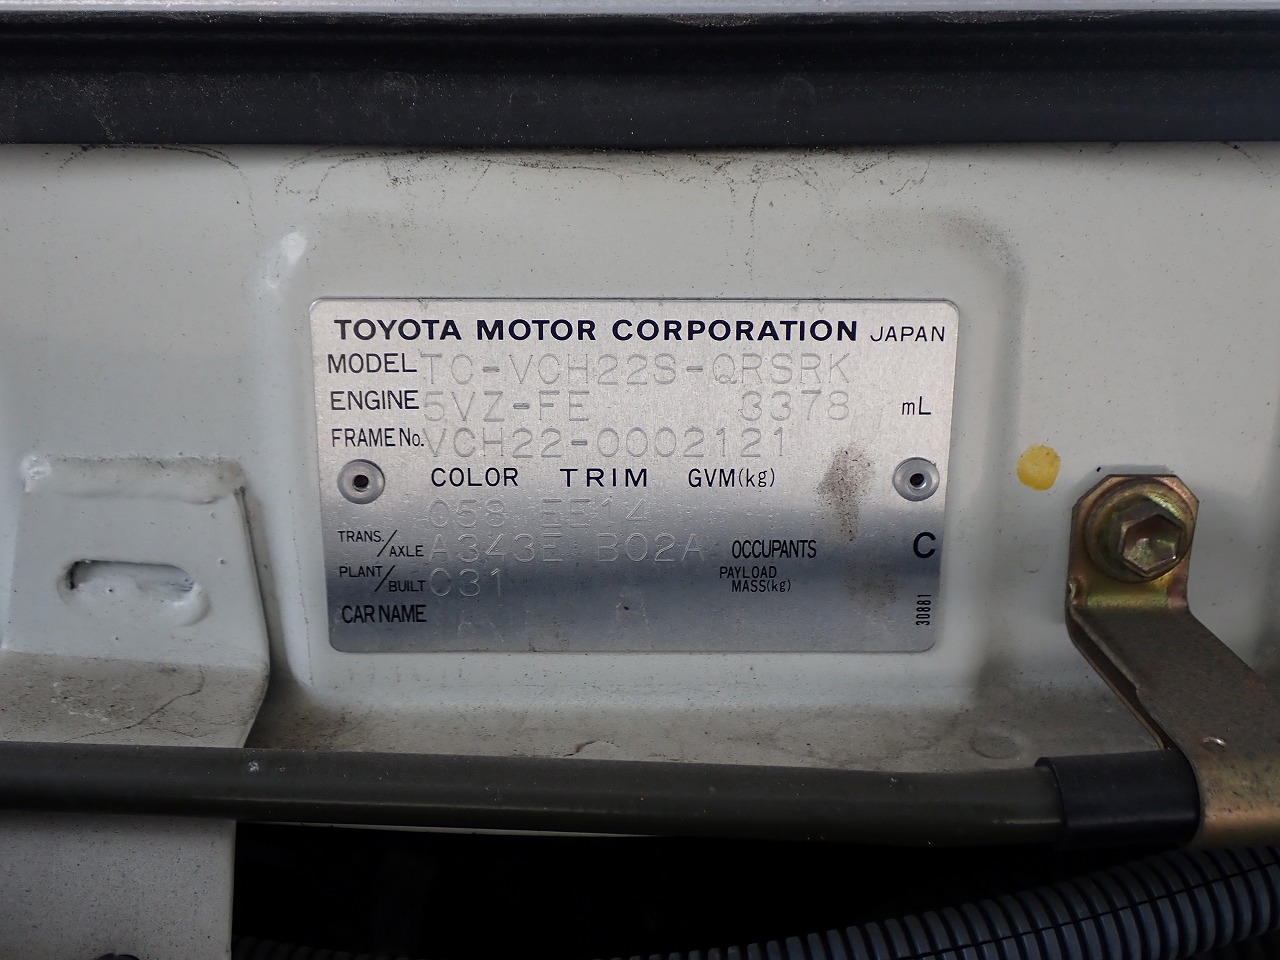 TOYOTA MOTOR CORPORATION JAPAN
MODEL TC-VCH22S-QRSRK
ENGINE 5VZ-FE 3378 mL
FRAME No. VCH22-0002121
COLOR TRIM GVM(kg)
058 EE14
TRANS./AXLE A343E B02A OCCUPANTS C
PLANT/BUILT C31 PAYLOAD MASS(kg)
CAR NAME
30881